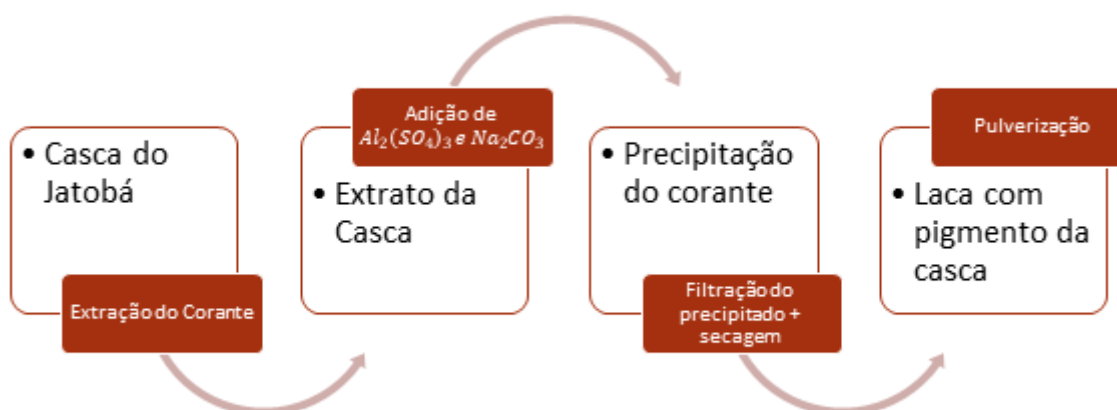 • Casca do
Jatobá
Extração do Corante
Adição de
Al₂(SO₄)₃ e Na₂CO₃
• Extrato da
Casca
• Precipitação
do corante
Filtração do
precipitado +
secagem
Pulverização
• Laca com
pigmento da
casca